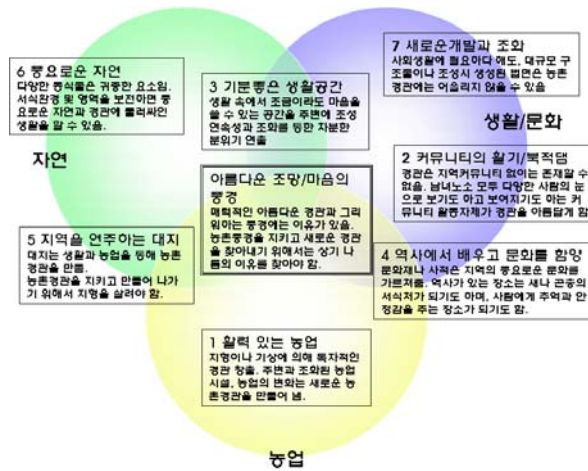 7 새로운개발과 조화
사회생활에 필요하다 해도, 대규모 구
조물이나 조성시 생성된 법면은 농촌
경관에는 어울리지 않을 수 있음
6 풍요로운 자연
다양한 동식물은 귀중한 요소임.
서식환경 및 영역을 보전하면 풍
요로운 자연과 경관에 둘러싸인
생활을 할 수 있음.
3 기분좋은 생활공간
생활 속에서 조금이라도 마음을
쓸 수 있는 공간을 주변에 조성
연속성과 조화를 통한 차분한
분위기 연출
생활/문화
자연
2 커뮤니티의 활기/북적댐
경관은 지역커뮤니티 없이는 존재할 수
없음. 남녀노소 모두 다양한 사람의 눈
으로 보기도 하고 보여지기도 하는 커
뮤니티 활동자체가 경관을 아름답게 함
아름다운 조망/마음의
풍경
매력적인 아름다운 경관과 그리
워하는 풍경에는 이유가 있음.
농촌풍경을 지키고 새로운 경관
을 찾아내기 위해서는 상기 나
름의 이유를 찾아야 함.
5 지역을 연주하는 대지
대지는 생활과 농업을 통해 농촌
경관을 만듦.
농촌경관을 지키고 만들어 나가
기 위해서 지형을 살려야 함.
4 역사에서 배우고 문화를 함양
문화재나 사적은 지역의 풍요로운 문화를
가르쳐줌. 역사가 있는 장소는 새나 곤충의
서식처가 되기도 하며, 사람에게 추억과 안
정감을 주는 장소가 되기도 함.
1 활력 있는 농업
지형이나 기상에 의해 독자적인
경관 창출. 주변과 조화된 농업
시설, 농업의 변화는 새로운 농
촌경관을 만들어 냄.
농업